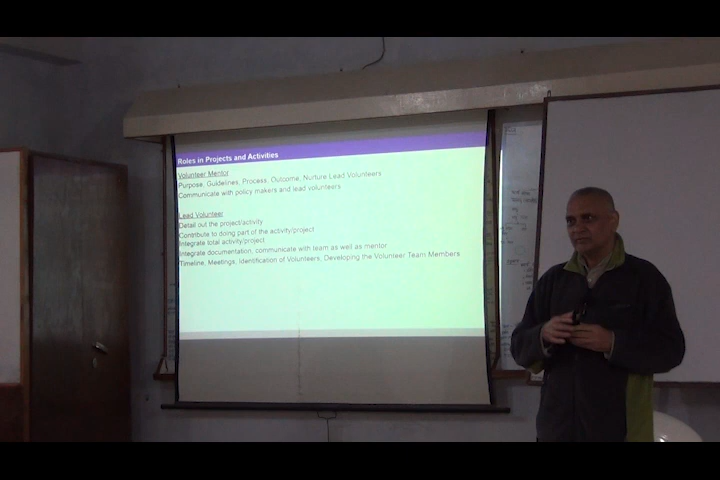 Roles in Projects and Activities
Volunteer Mentor
Purpose, Guidelines, Process, Outcome, Nurture Lead Volunteers
Communicate with policy makers and lead volunteers
Lead Volunteer
Detail out the project/activity
Contribute to doing part of the activity/project
Integrate total activity/project
Integrate documentation, communicate with team as well as mentor
Timeline, Meetings, Identification of Volunteers, Developing the Volunteer Team Members